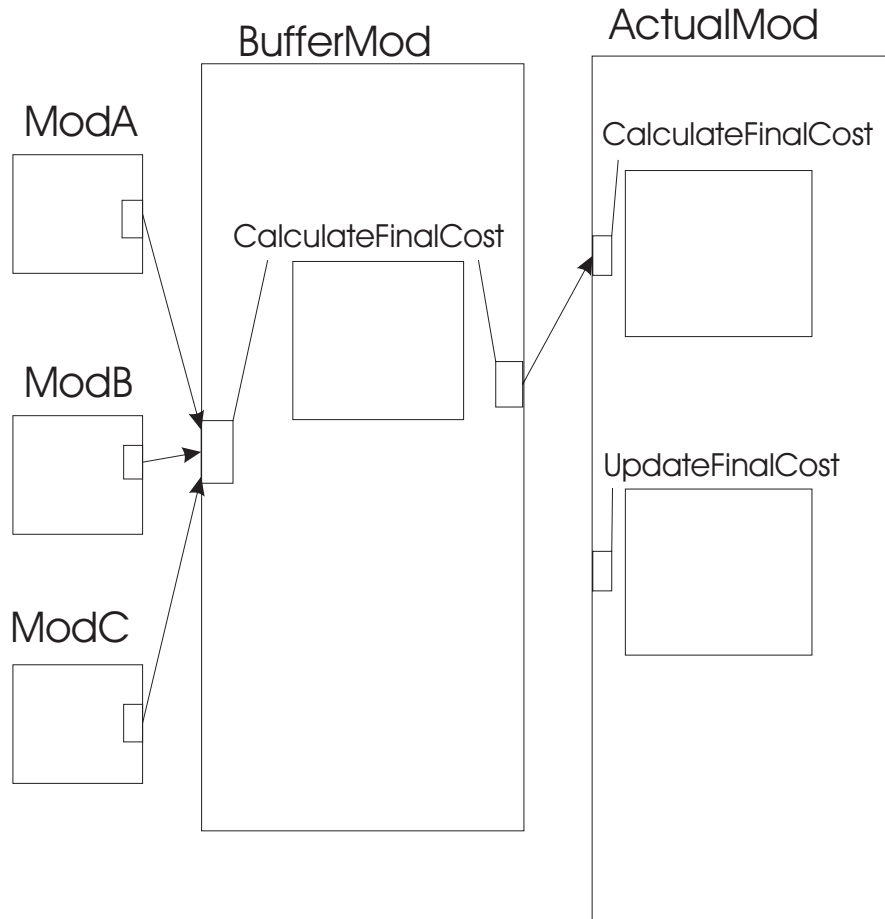 BufferMod
ActualMod
ModA
CalculateFinalCost
CalculateFinalCost
ModB
UpdateFinalCost
ModC